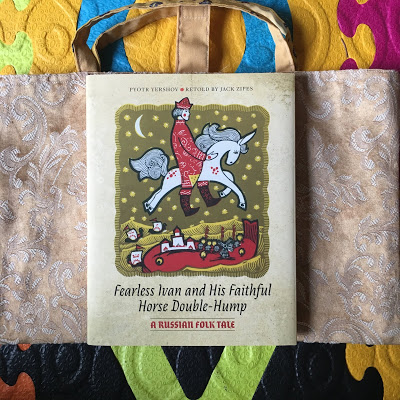 PYOTR YERSHOV ● RETOLD BY JACK ZIPES
Fearless Ivan and His Faithful
Horse Double-Hump
A RUSSIAN FOLK TALE